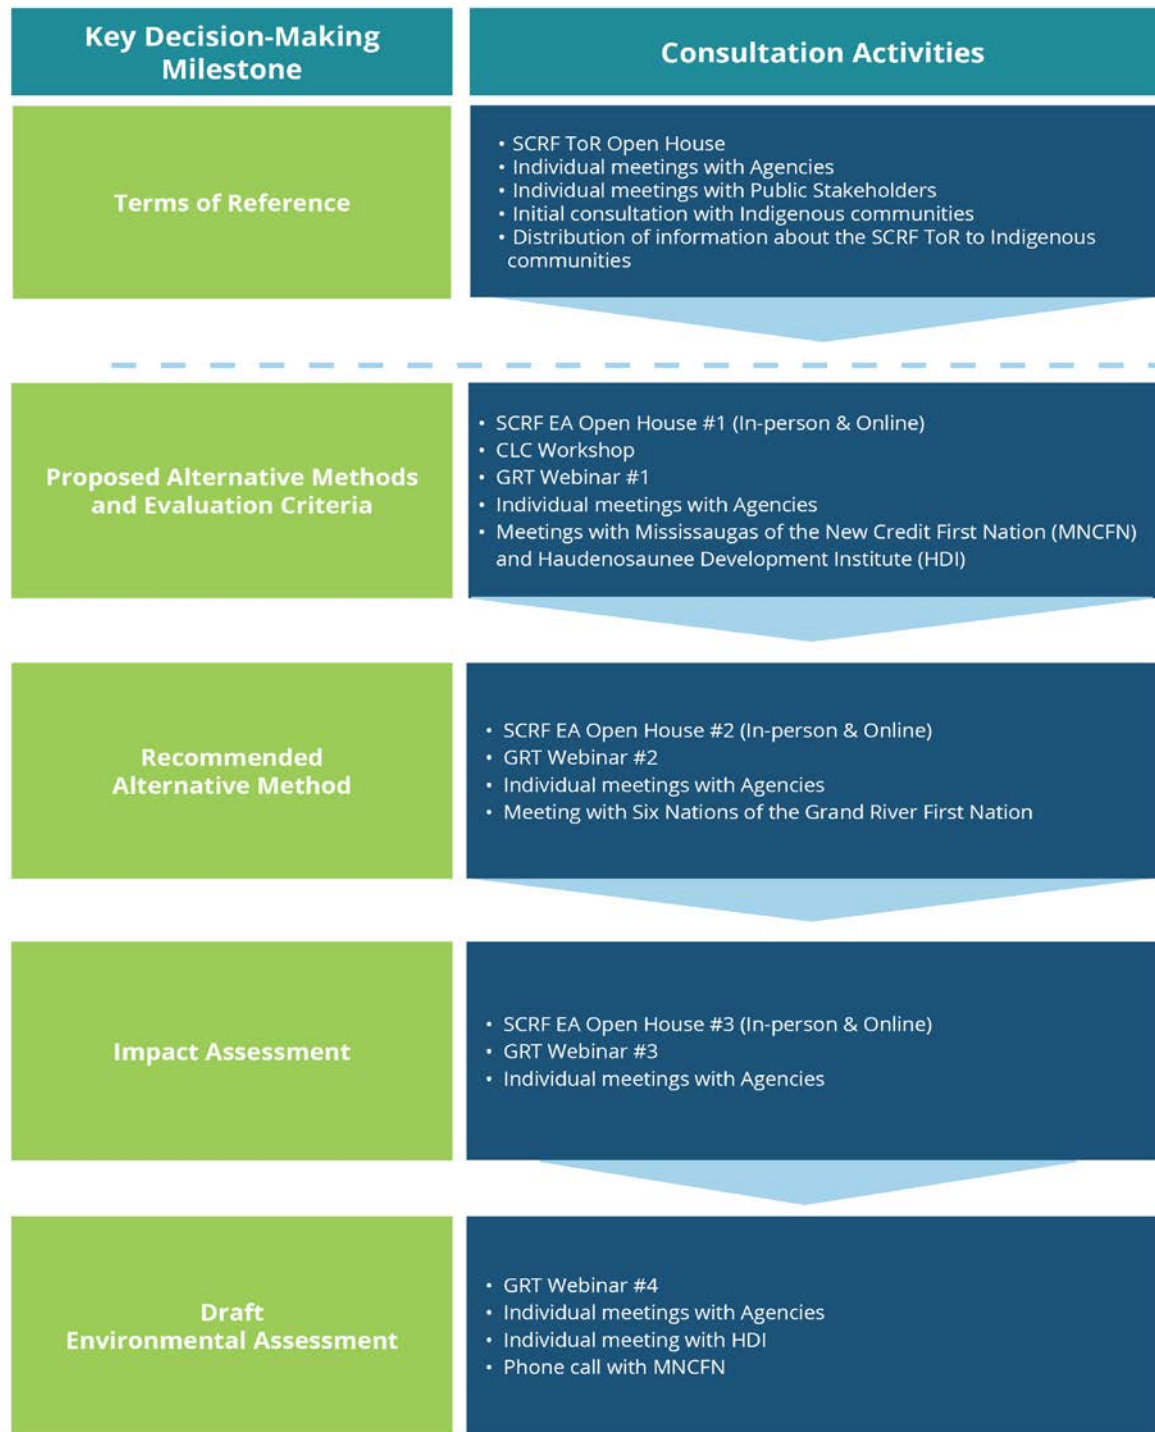 Key Decision-Making
Milestone
Consultation Activities
Terms of Reference
• SCRF ToR Open House
• Individual meetings with Agencies
• Individual meetings with Public Stakeholders
• Initial consultation with Indigenous communities
• Distribution of information about the SCRF ToR to Indigenous
communities
Proposed Alternative Methods
and Evaluation Criteria
• SCRF EA Open House #1 (In-person & Online)
• CLC Workshop
• GRT Webinar #1
• Individual meetings with Agencies
• Meetings with Mississaugas of the New Credit First Nation (MNCFN)
and Haudenosaunee Development Institute (HDI)
Recommended
Alternative Method
• SCRF EA Open House #2 (In-person & Online)
• GRT Webinar #2
• Individual meetings with Agencies
• Meeting with Six Nations of the Grand River First Nation
Impact Assessment
• SCRF EA Open House #3 (In-person & Online)
• GRT Webinar #3
• Individual meetings with Agencies
Draft
Environmental Assessment
• GRT Webinar #4
• Individual meetings with Agencies
• Individual meeting with HDI
• Phone call with MNCFN